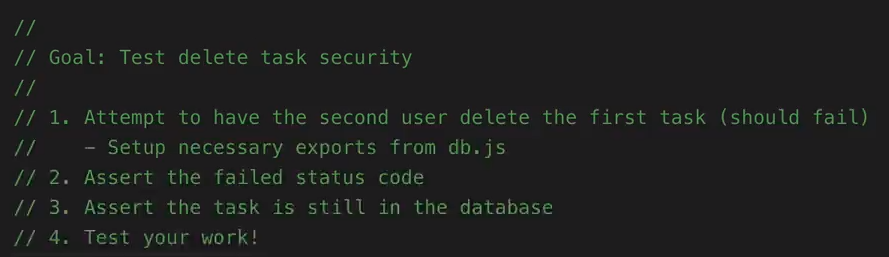 //
// Goal: Test delete task security
//
// 1. Attempt to have the second user delete the first task (should fail)
//    – Setup necessary exports from db.js
// 2. Assert the failed status code
// 3. Assert the task is still in the database
// 4. Test your work!